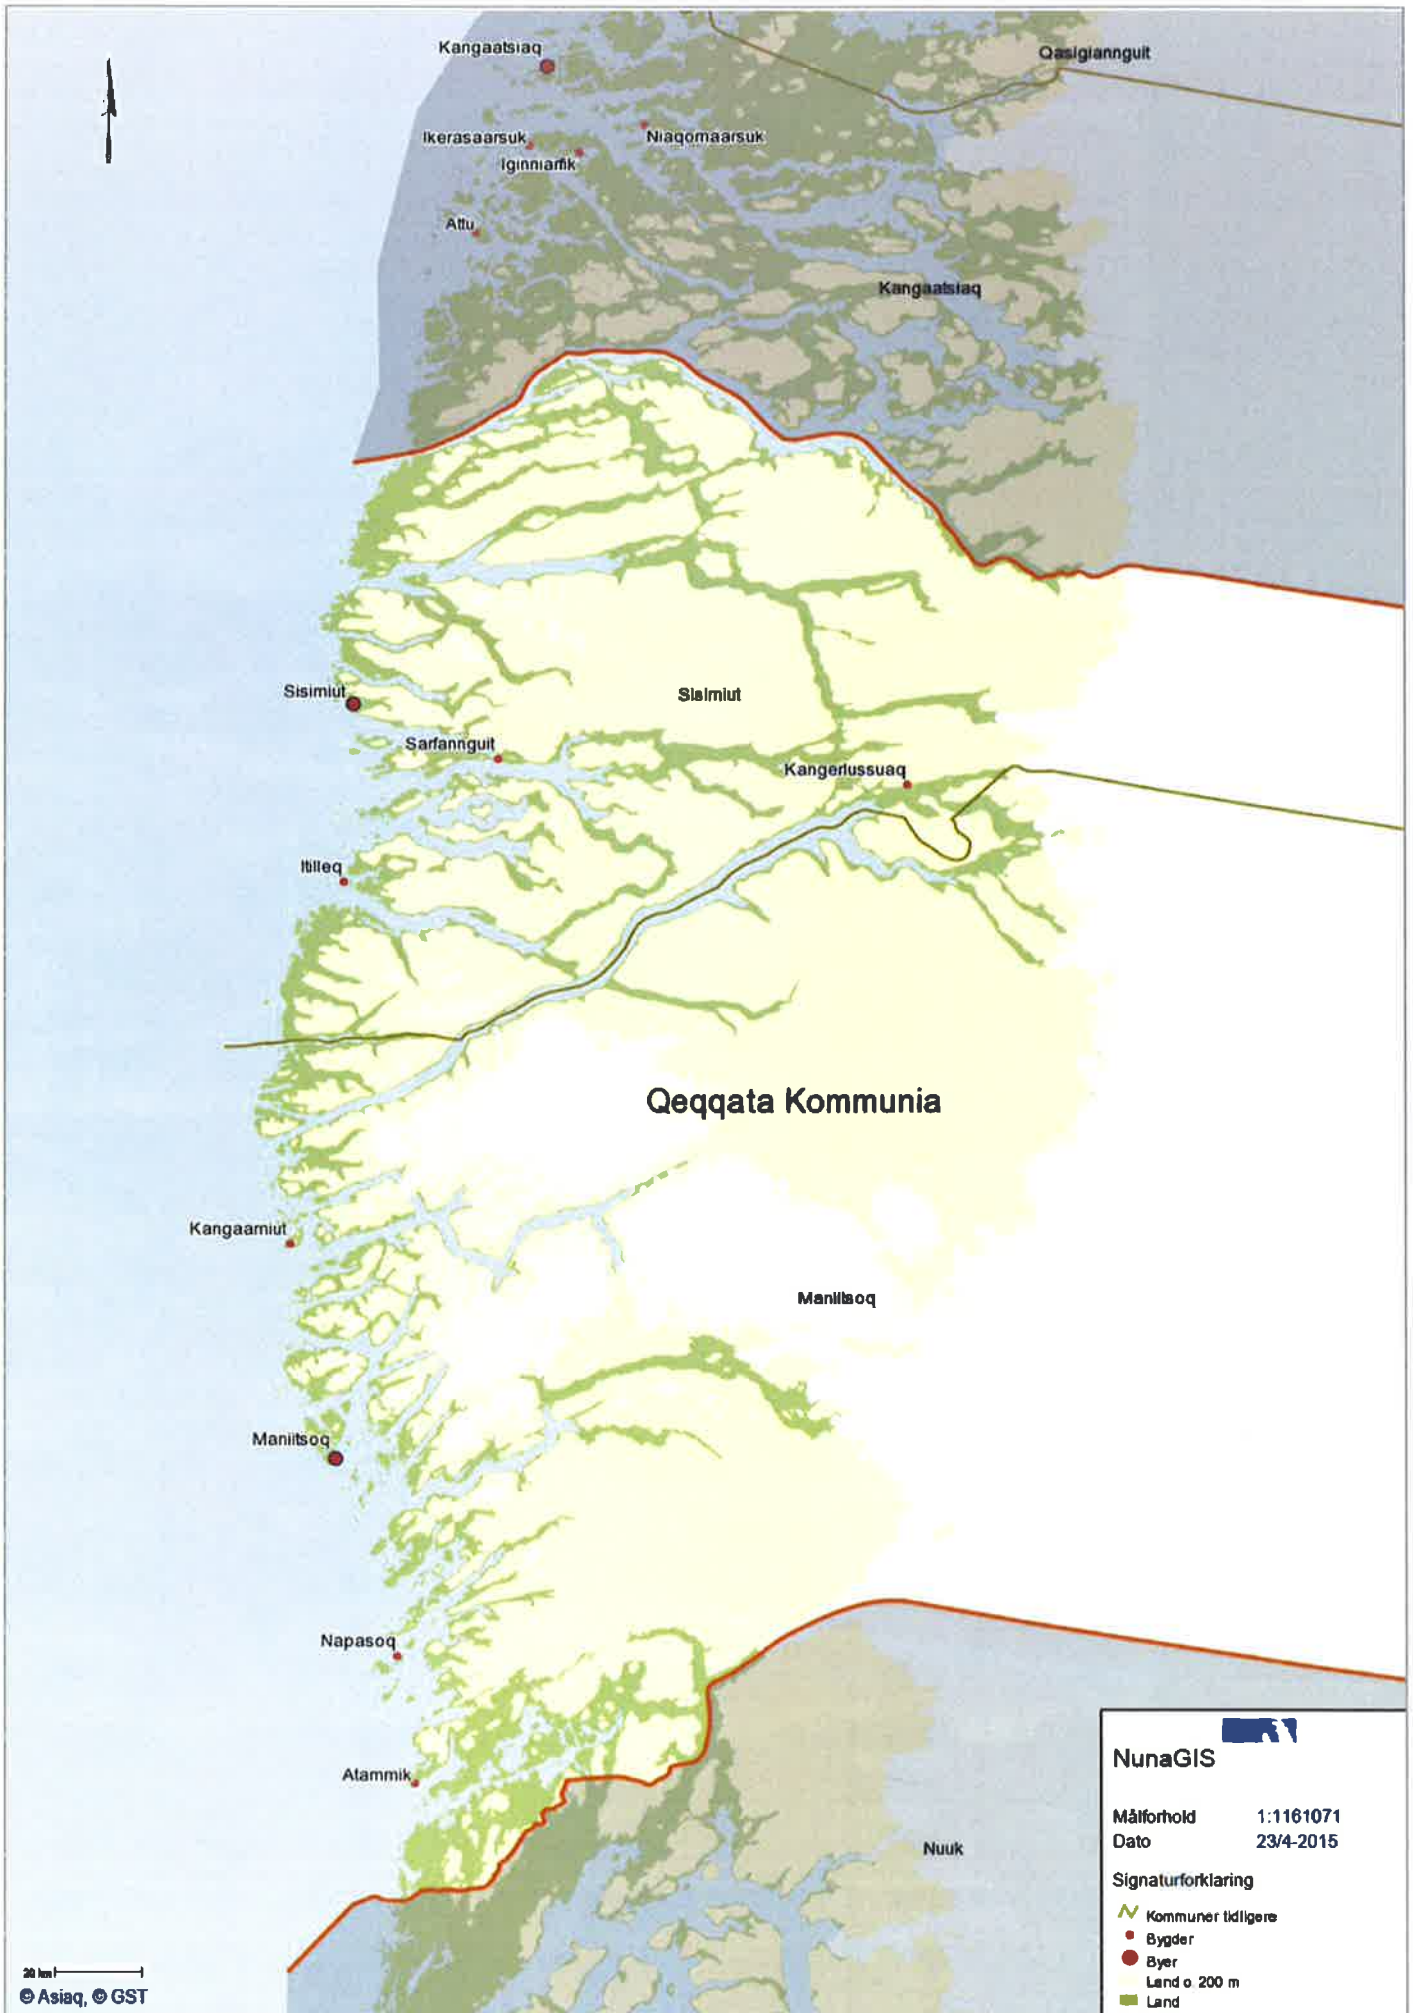 Kangaatsiaq
Qasigiannguit
Ikerasaarsuk
Niaqornaarsuk
Iginniarfik
Attu
Kangaatsiaq
Sisimiut
Sisimiut
Sarfannguit
Kangerlussuaq
Itilleq
Qeqqata Kommunia
Kangaamiut
Maniitsoq
Maniitsoq
Napasoq
Atammik
Nuuk
NunaGIS
Målforhold 1:1161071
Dato 23/4-2015
Signaturforklaring
Kommuner tidligere
Bygder
Byer
Land o. 200 m
Land
20 km
© Asiaq, © GST